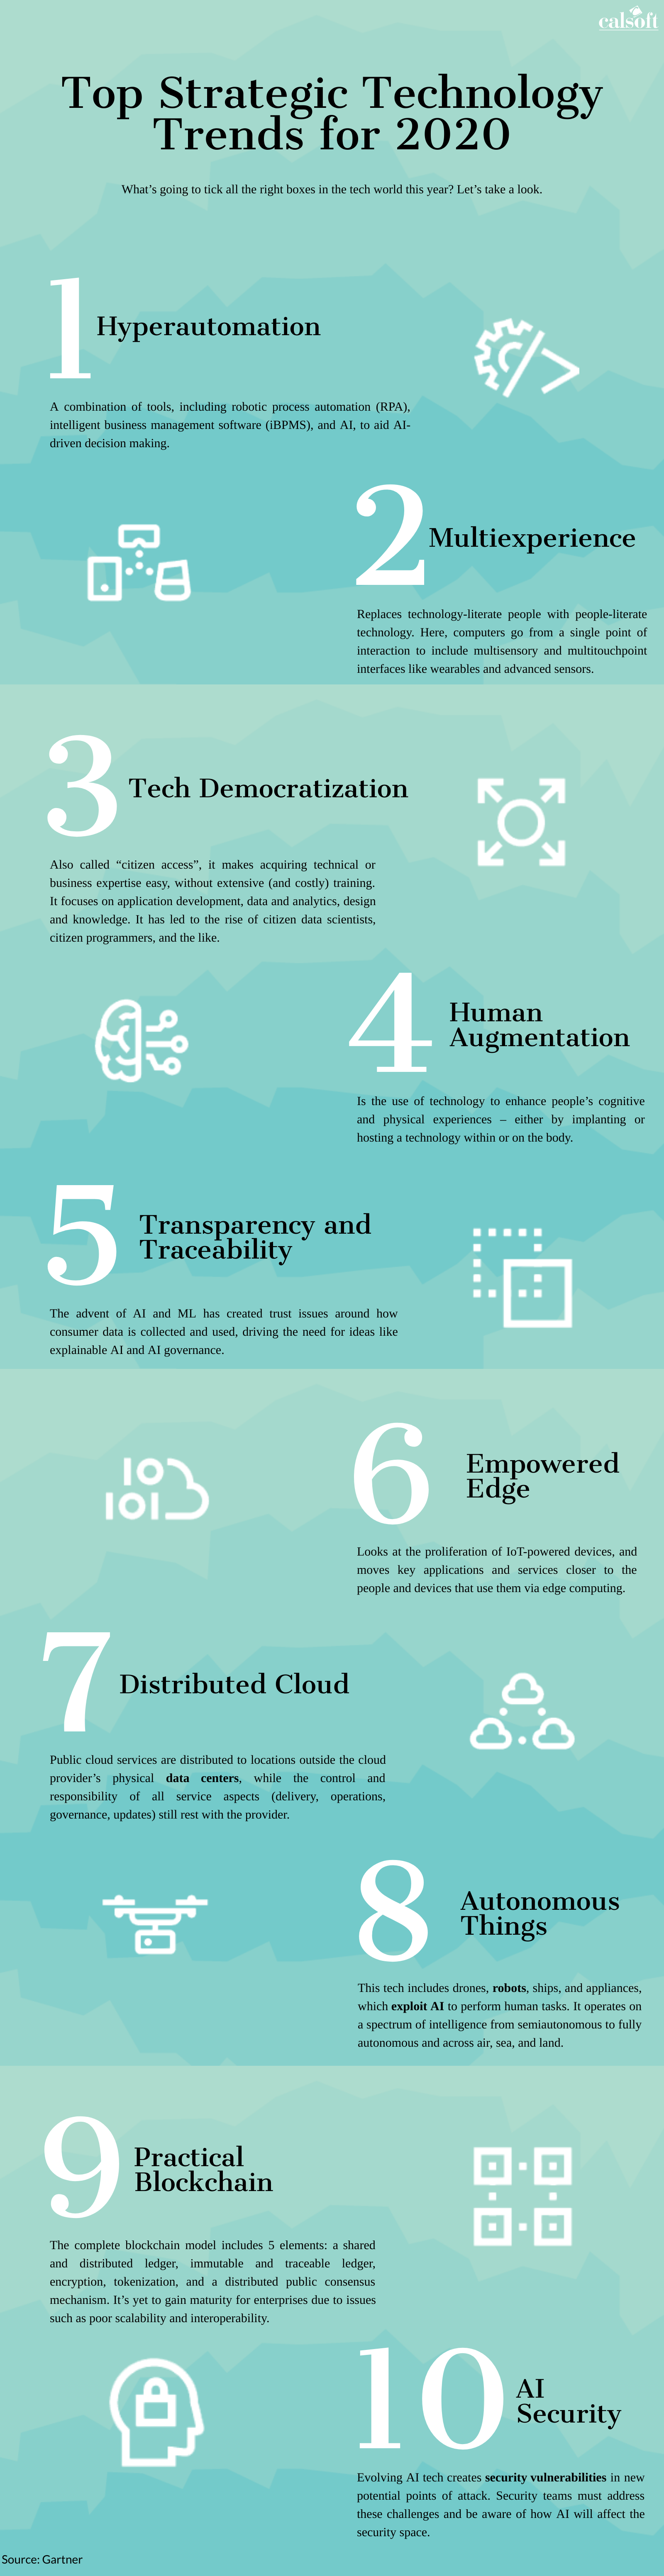 calsoft
Top Strategic Technology
Trends for 2020
What’s going to tick all the right boxes in the tech world this year? Let’s take a look.
1
Hyperautomation
A combination of tools, including robotic process automation (RPA),
intelligent business management software (iBPMS), and AI, to aid AI-
driven decision making.
2
Multiexperience
Replaces technology-literate people with people-literate
technology. Here, computers go from a single point of
interaction to include multisensory and multitouchpoint
interfaces like wearables and advanced sensors.
3
Tech Democratization
Also called “citizen access”, it makes acquiring technical or
business expertise easy, without extensive (and costly) training.
It focuses on application development, data and analytics, design
and knowledge. It has led to the rise of citizen data scientists,
citizen programmers, and the like.
4
Human
Augmentation
Is the use of technology to enhance people’s cognitive
and physical experiences – either by implanting or
hosting a technology within or on the body.
5
Transparency and
Traceability
The advent of AI and ML has created trust issues around how
consumer data is collected and used, driving the need for ideas like
explainable AI and AI governance.
6
Empowered
Edge
Looks at the proliferation of IoT-powered devices, and
moves key applications and services closer to the
people and devices that use them via edge computing.
7
Distributed Cloud
Public cloud services are distributed to locations outside the cloud
provider’s physical data centers, while the control and
responsibility of all service aspects (delivery, operations,
governance, updates) still rest with the provider.
8
Autonomous
Things
This tech includes drones, robots, ships, and appliances,
which exploit AI to perform human tasks. It operates on
a spectrum of intelligence from semiautonomous to fully
autonomous and across air, sea, and land.
9
Practical
Blockchain
The complete blockchain model includes 5 elements: a shared
and distributed ledger, immutable and traceable ledger,
encryption, tokenization, and a distributed public consensus
mechanism. It’s yet to gain maturity for enterprises due to issues
such as poor scalability and interoperability.
10
AI
Security
Evolving AI tech creates security vulnerabilities in new
potential points of attack. Security teams must address
these challenges and be aware of how AI will affect the
security space.
Source: Gartner